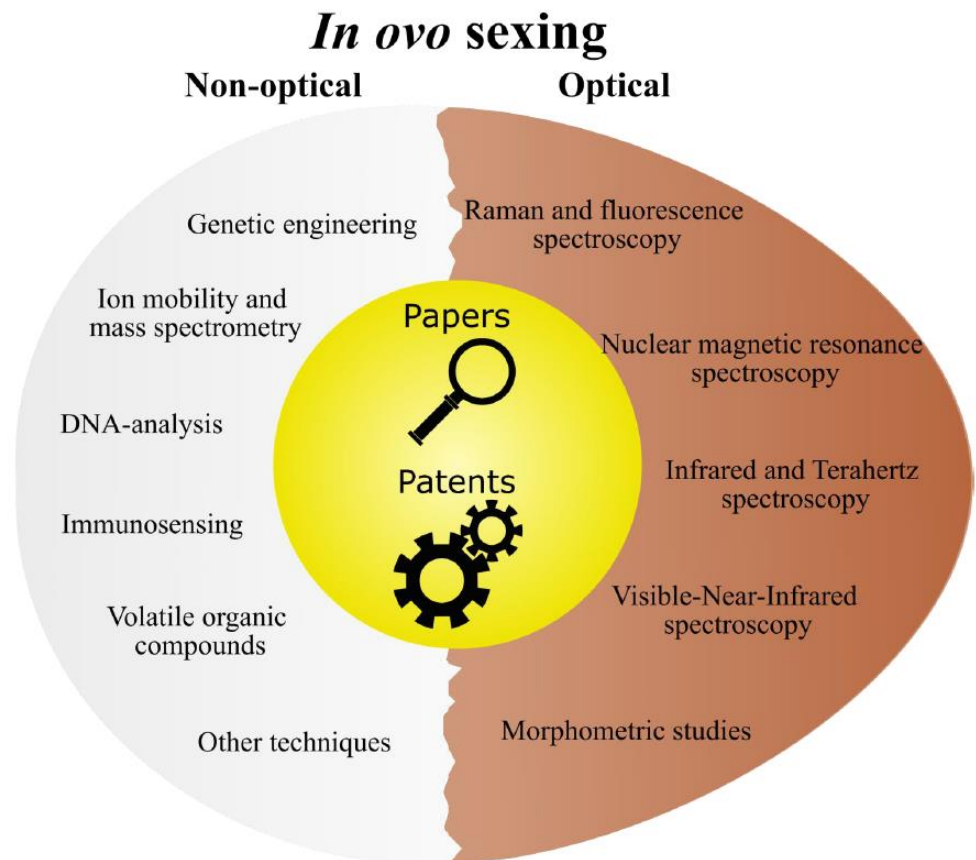 In ovo sexing
Non-optical
Optical
Genetic engineering
Ion mobility and
mass spectrometry
DNA-analysis
Immunosensing
Volatile organic
compounds
Other techniques
Papers
Patents
Raman and fluorescence
spectroscopy
Nuclear magnetic resonance
spectroscopy
Infrared and Terahertz
spectroscopy
Visible-Near-Infrared
spectroscopy
Morphometric studies